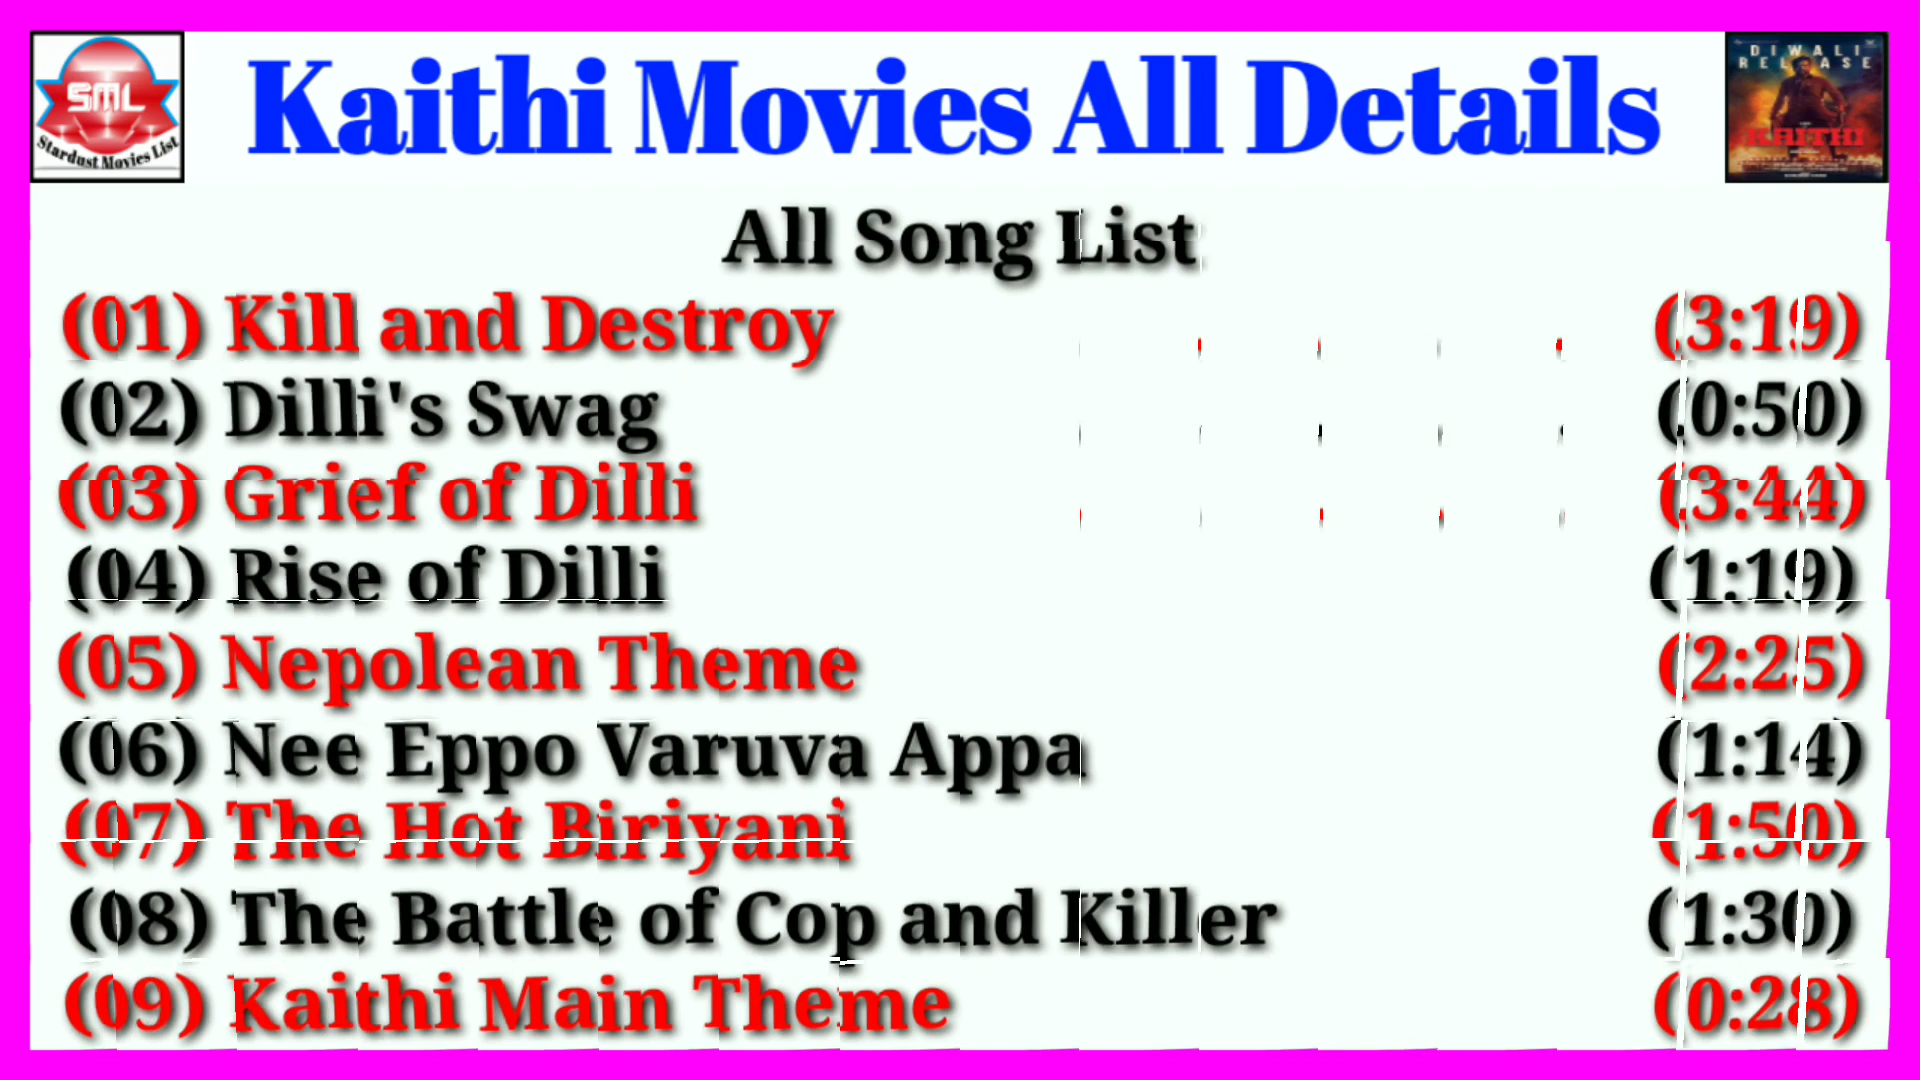 SML
Stardust Movies List
Kaithi Movies All Details
DIWALI
RELEASE
KAITHI
All Song List
(01) Kill and Destroy (3:19)
(02) Dilli's Swag (0:50)
(03) Grief of Dilli (3:44)
(04) Rise of Dilli (1:19)
(05) Nepolean Theme (2:25)
(06) Nee Eppo Varuva Appa (1:14)
(07) The Hot Biriyani (1:50)
(08) The Battle of Cop and Killer (1:30)
(09) Kaithi Main Theme (0:28)